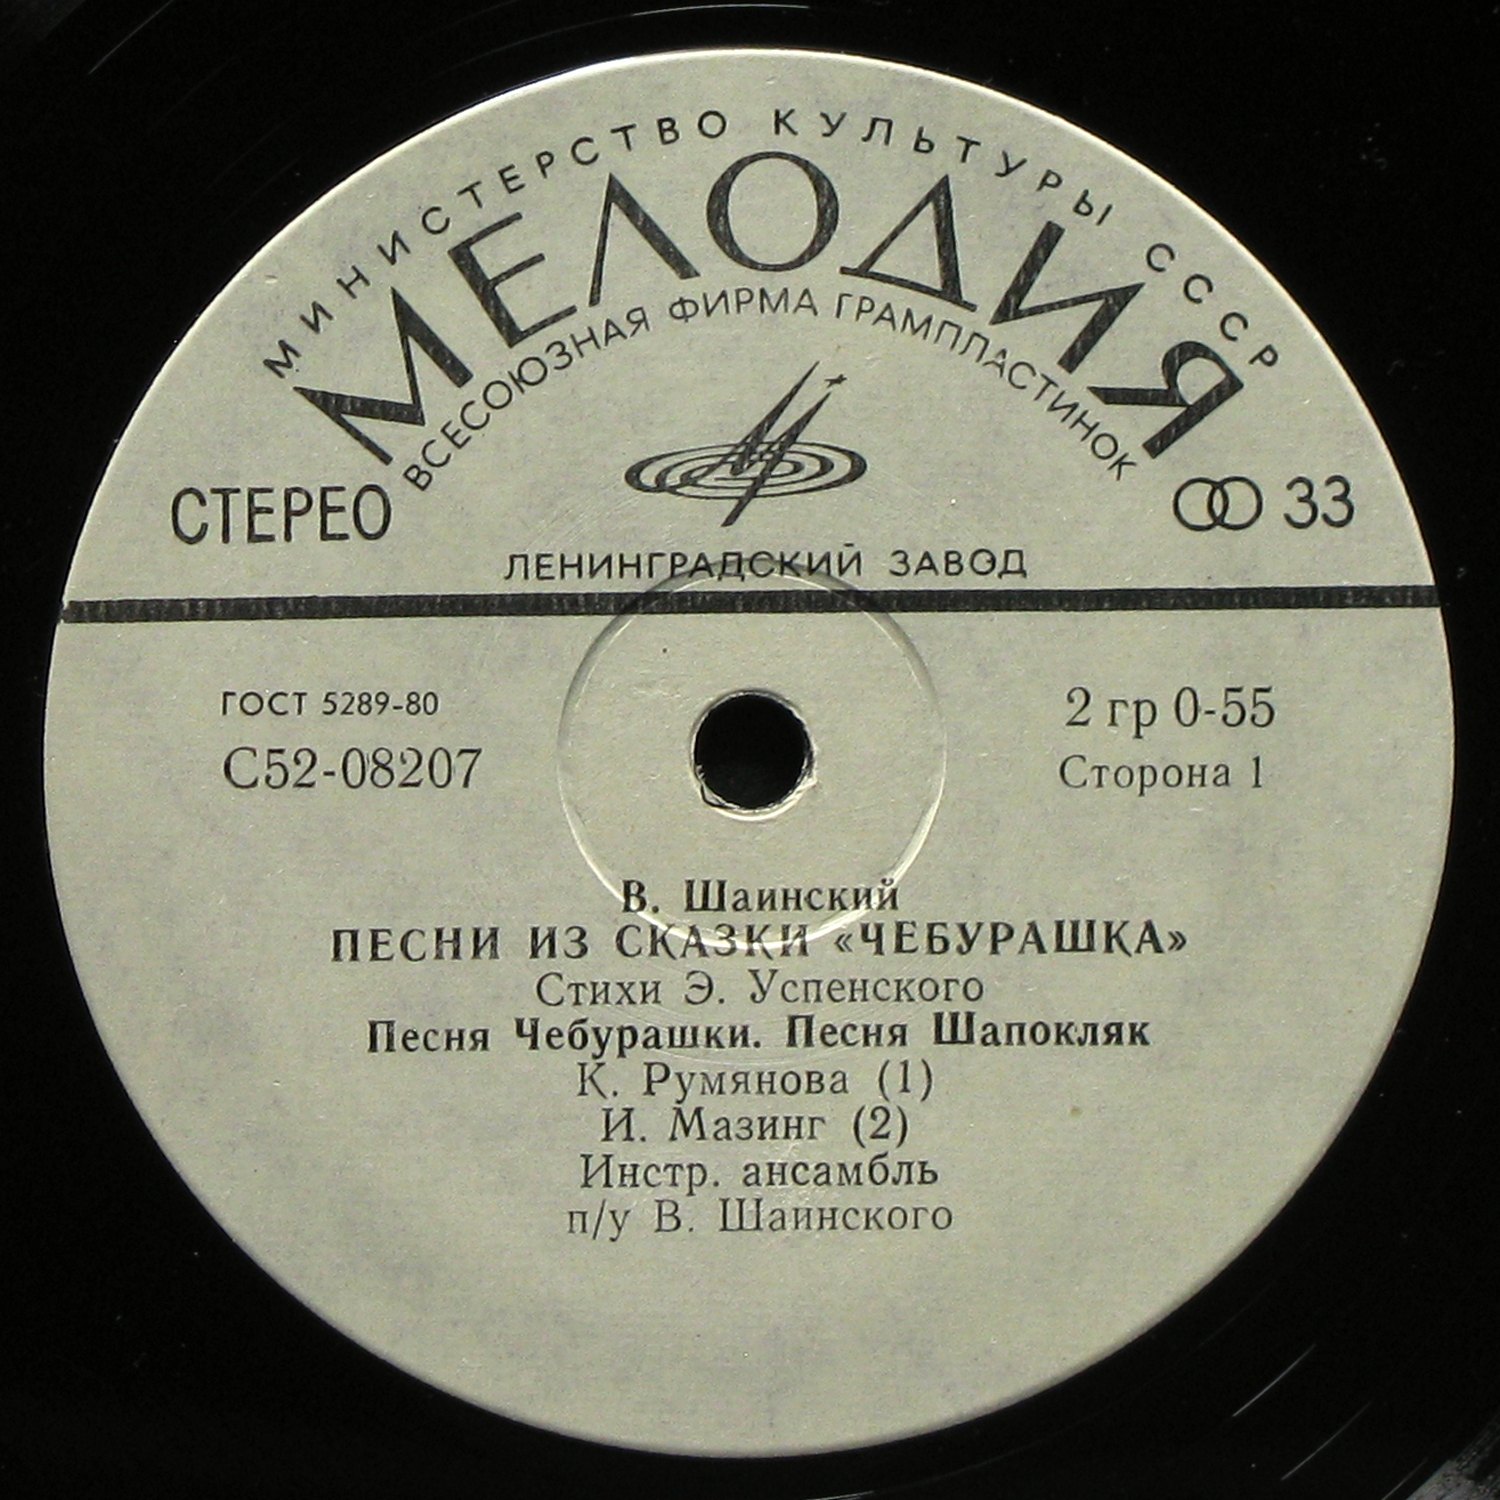 МИНИСТЕРСТВО КУЛЬТУРЫ СССР
МЕЛОДИЯ
ВСЕСОЮЗНАЯ ФИРМА ГРАМПЛАСТИНОК
СТЕРЕО
33
ЛЕНИНГРАДСКИЙ ЗАВОД
ГОСТ 5289-80
2 гр 0-55
С52-08207
Сторона 1
В. Шаинский
ПЕСНИ ИЗ СКАЗКИ «ЧЕБУРАШКА»
Стихи Э. Успенского
Песня Чебурашки. Песня Шапокляк
К. Румянова (1)
И. Мазинг (2)
Инстр. ансамбль
п/у В. Шаинского